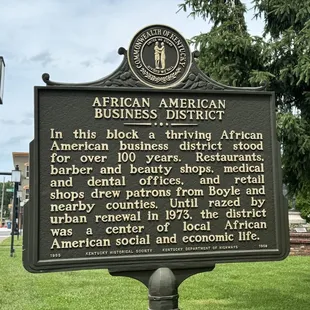 COMMONWEALTH OF KENTUCKY
AFRICAN AMERICAN
BUSINESS DISTRICT
In this block a thriving African
American business district stood
for over 100 years. Restaurants,
barber and beauty shops, medical
and dental offices, and retail
shops drew patrons from Boyle and
nearby counties. Until razed by
urban renewal in 1973, the district
was a center of local African
American social and economic life.
KENTUCKY HISTORICAL SOCIETY KENTUCKY DEPARTMENT OF HIGHWAYS